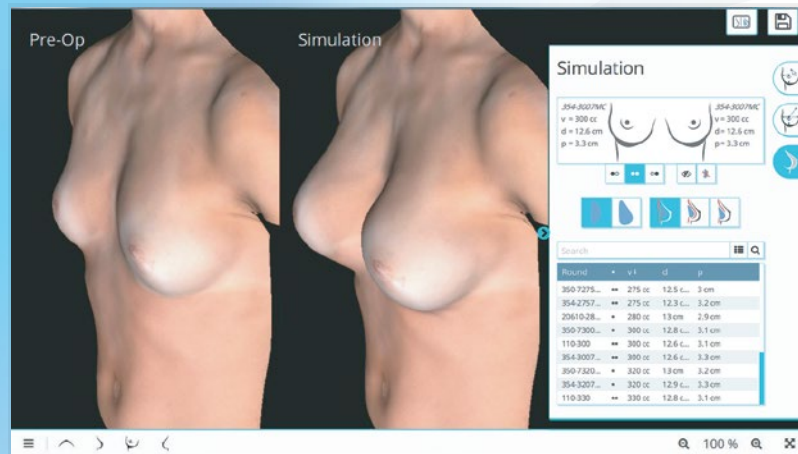 Pre-Op
Simulation
Simulation
354-3007MC
v = 300 cc
d = 12.6 cm
p = 3.3 cm
354-3007MC
v = 300 cc
d = 12.6 cm
p = 3.3 cm
Search
Round v d p
350-7275... 275 cc 12.5 c... 3 cm
354-2757... 275 cc 12.3 c... 3.2 cm
20610-28... 280 cc 13 cm 2.9 cm
350-7300... 300 cc 12.8 c... 3.1 cm
110-300 300 cc 12.6 c... 3.1 cm
354-3007... 300 cc 12.6 c... 3.3 cm
350-7320... 320 cc 13 cm 3.2 cm
354-3207... 320 cc 12.9 c... 3.3 cm
110-330 330 cc 12.8 c... 3.1 cm
100 %